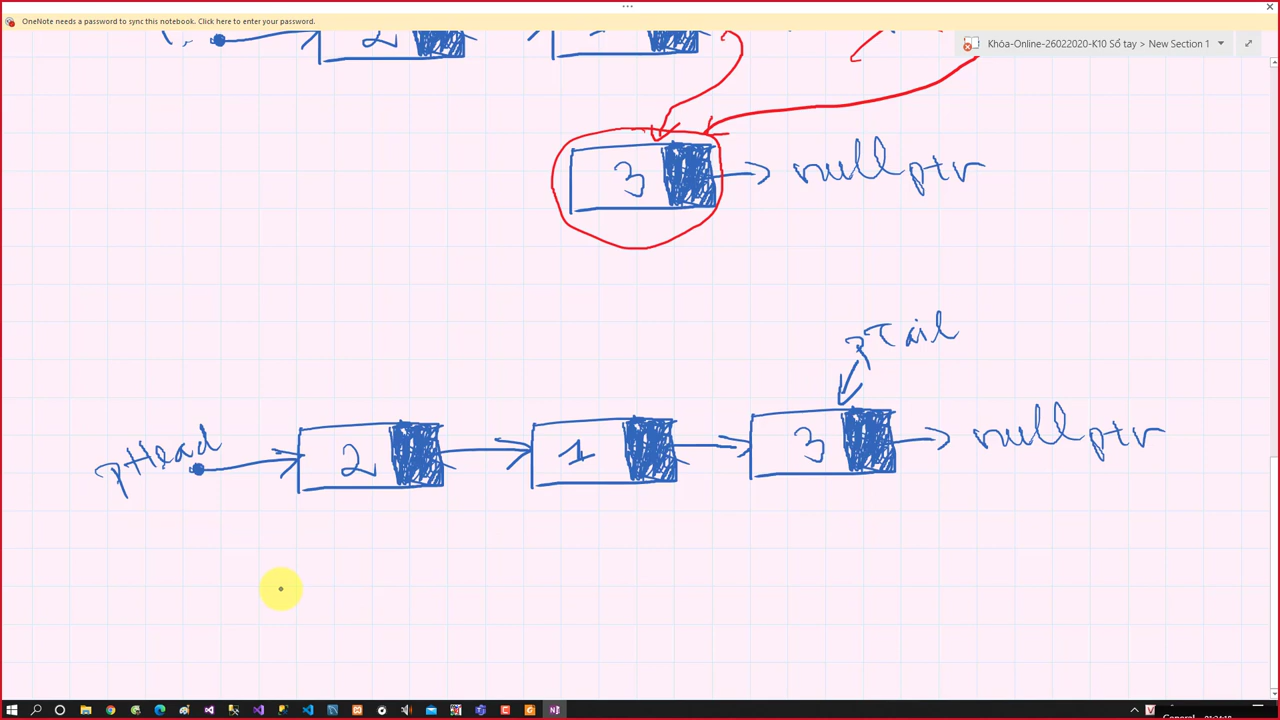 OneNote needs a password to sync this notebook. Click here to enter your password.
Khóa-Online-26022020-K10 Sổ tay > New Section 1
2 1
3 nullptr
pTail
pHead 2 1 3 nullptr